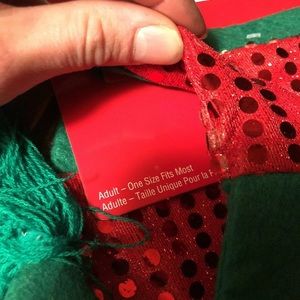 Adult – One Size Fits Most
Adulte – Taille Unique Pour la